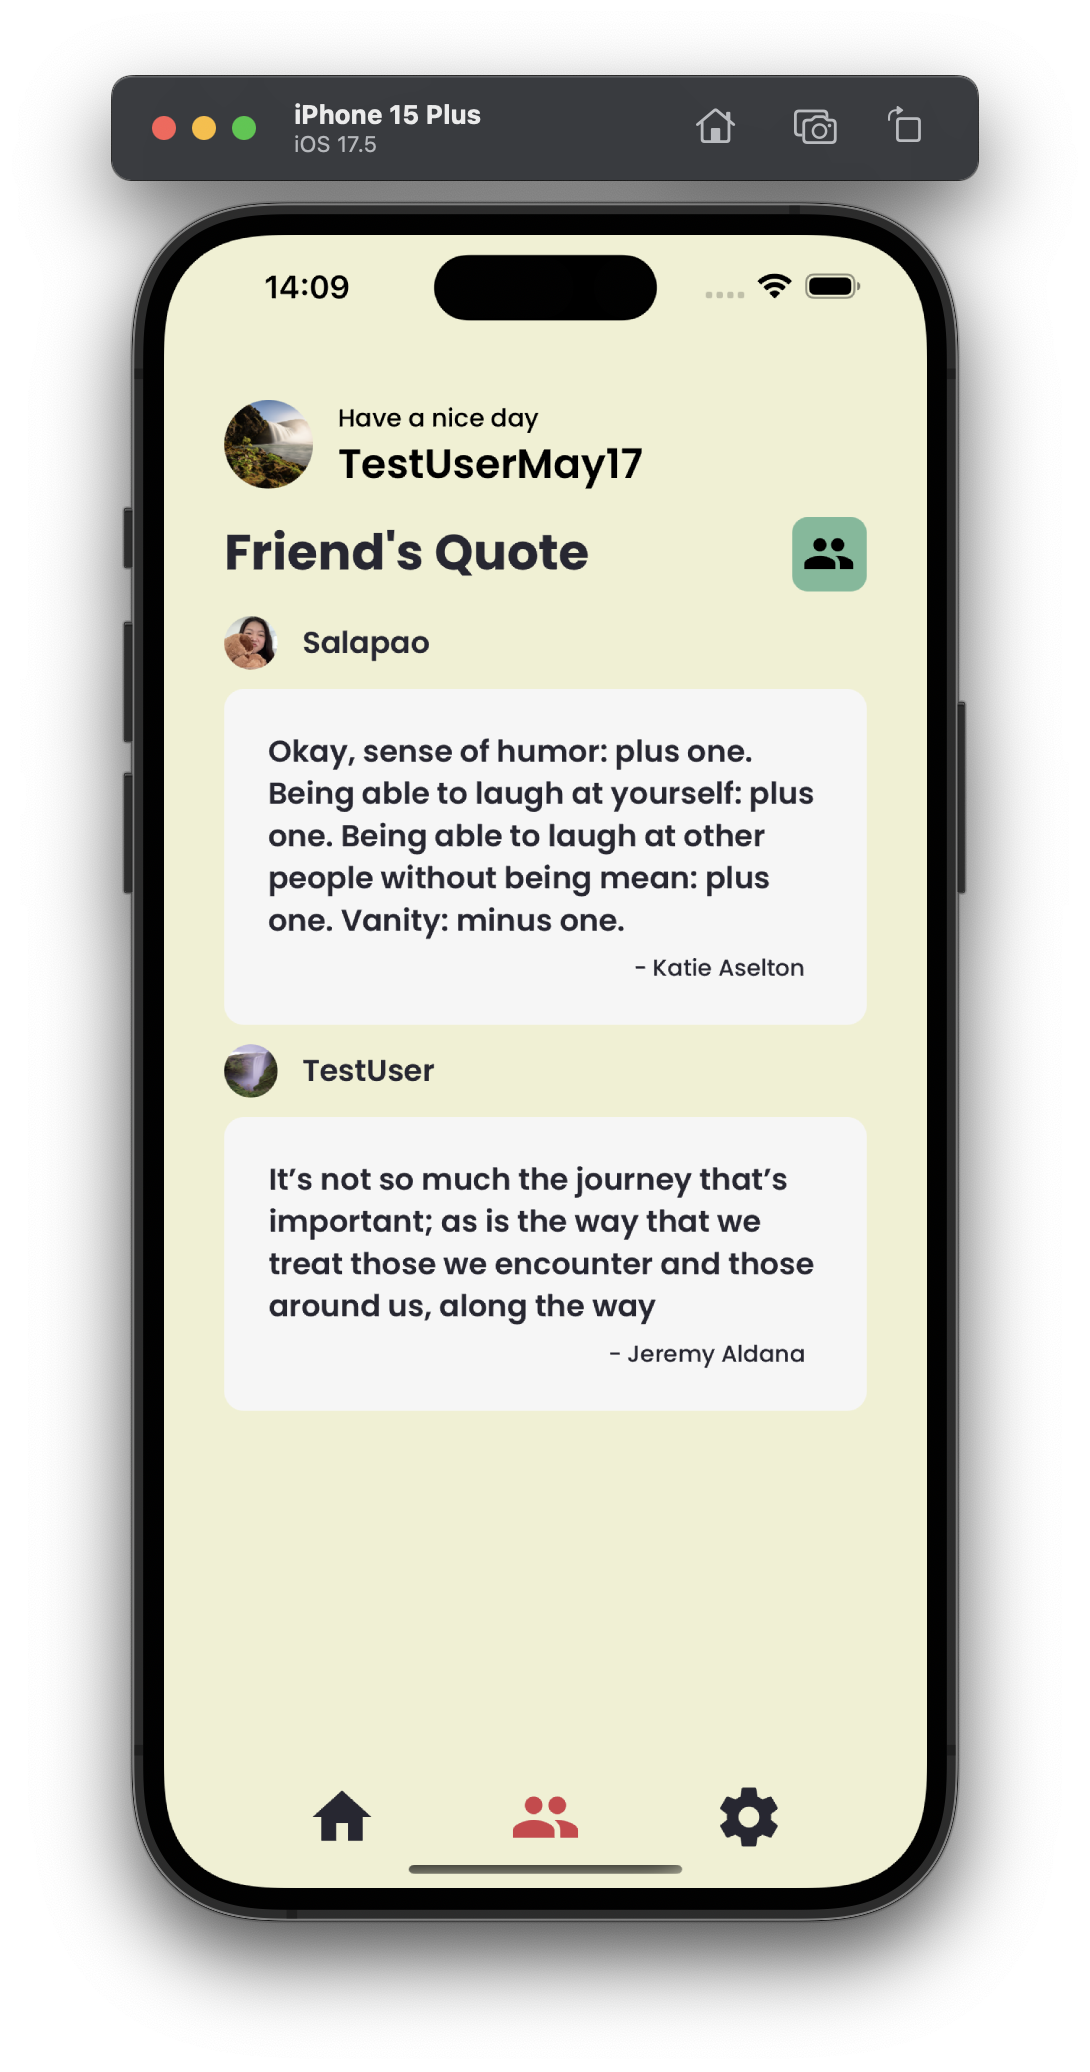 iPhone 15 Plus
iOS 17.5
14:09
Have a nice day
TestUserMay17
Friend's Quote
Salapao
Okay, sense of humor: plus one.
Being able to laugh at yourself: plus
one. Being able to laugh at other
people without being mean: plus
one. Vanity: minus one.
- Katie Aselton
TestUser
It’s not so much the journey that’s
important; as is the way that we
treat those we encounter and those
around us, along the way
- Jeremy Aldana